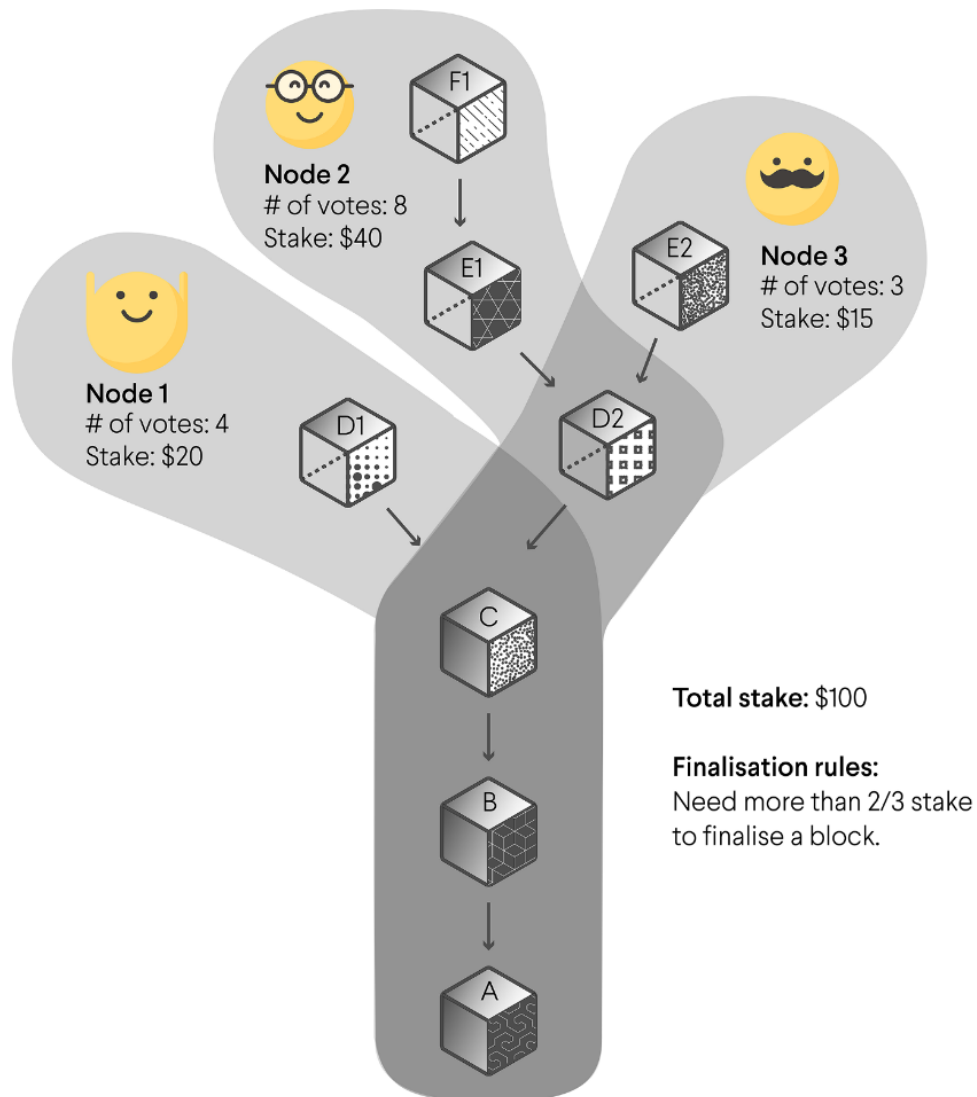 F1
Node 2
# of votes: 8
Stake: $40
E1
E2
Node 3
# of votes: 3
Stake: $15
Node 1
# of votes: 4
Stake: $20
D1
D2
C
Total stake: $100
Finalisation rules:
Need more than 2/3 stake
to finalise a block.
B
A